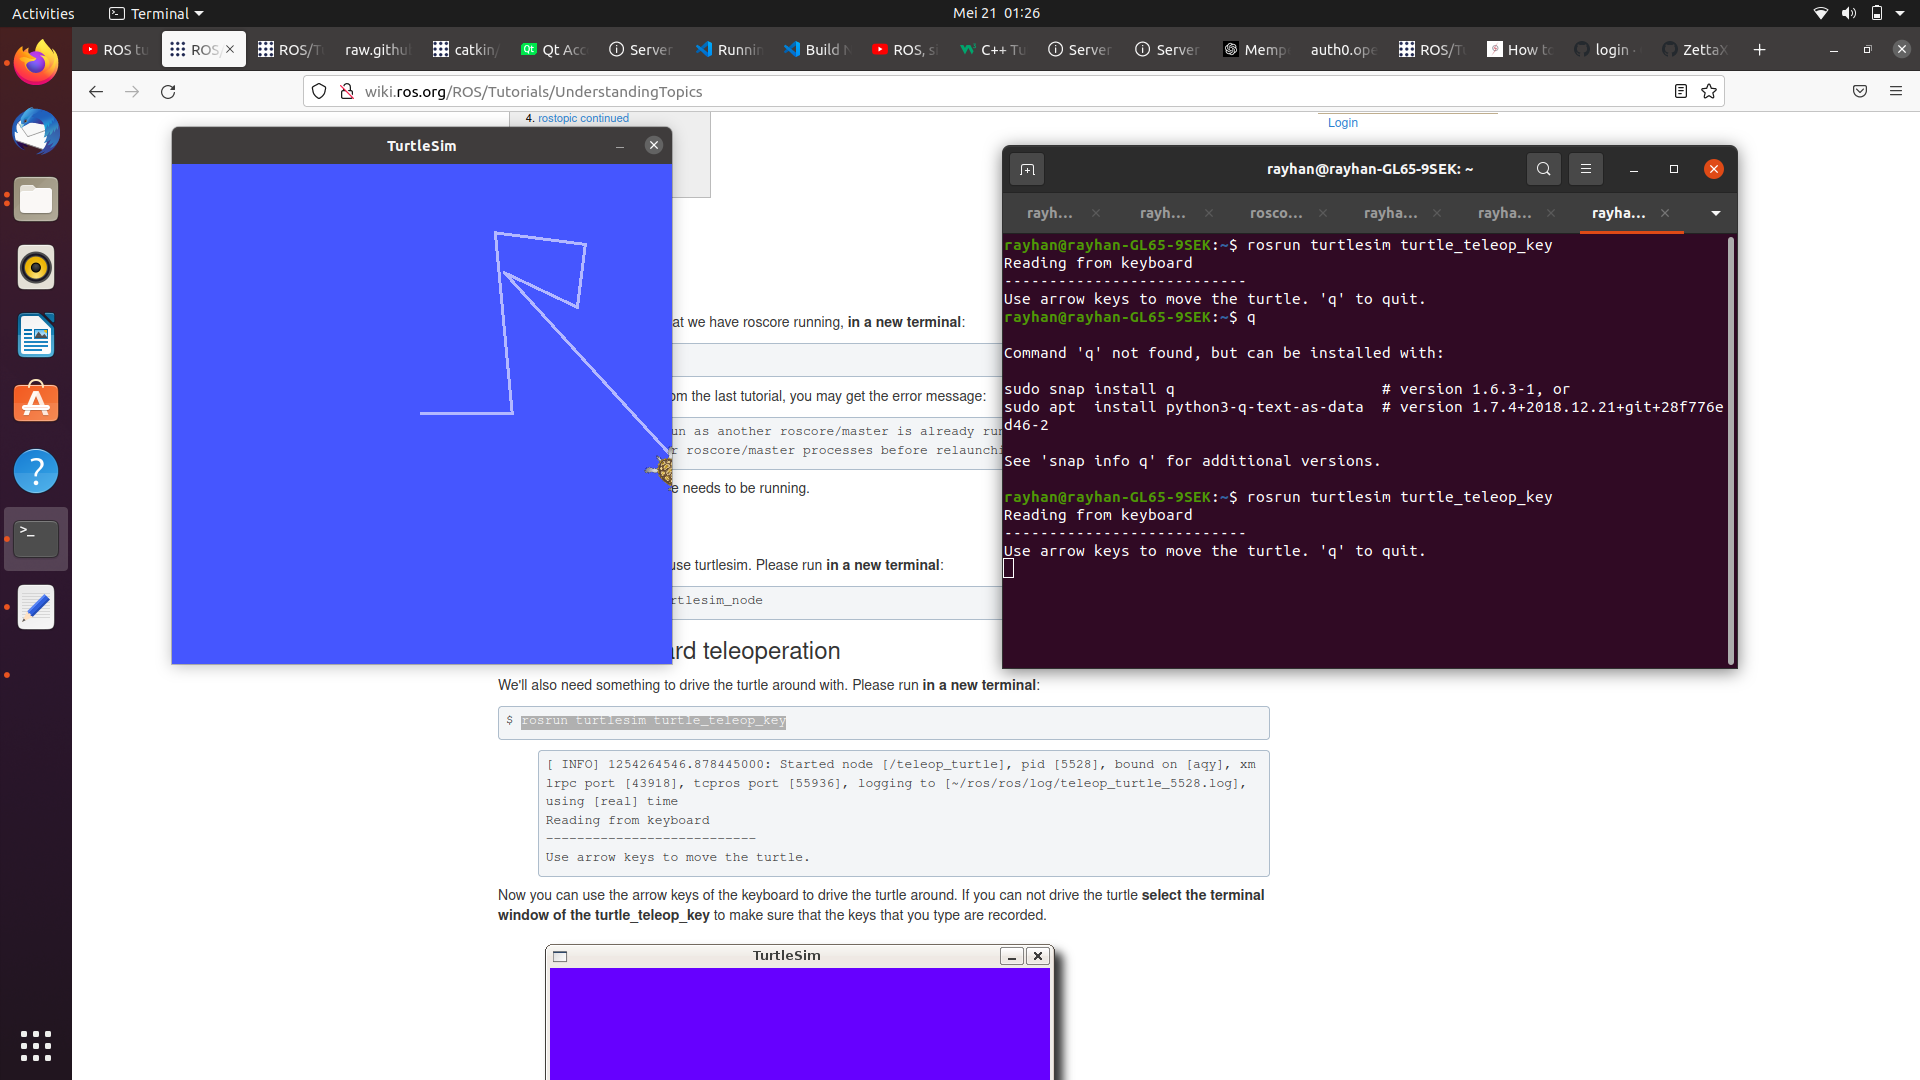 Activities
Terminal
Mei 21 01:26
ROS tu
ROS/
ROS/T
raw.githu
catkin/
Qt Acc
Server
Runnin
Build N
ROS, si
C++ Tu
Server
Server
Memp
auth0.ope
ROS/Tu
How to
login -
ZettaX
wiki.ros.org/ROS/Tutorials/UnderstandingTopics
4. rostopic continued
Login
TurtleSim
at we have roscore running, in a new terminal:
om the last tutorial, you may get the error message:
un as another roscore/master is already ru
r roscore/master processes before relaunchi
e needs to be running.
use turtlesim. Please run in a new terminal:
rtlesim_node
ard teleoperation
We'll also need something to drive the turtle around with. Please run in a new terminal:
$ rosrun turtlesim turtle_teleop_key
[ INFO] 1254264546.878445000: Started node [/teleop_turtle], pid [5528], bound on [aqy], xm
lrpc port [43918], tcpros port [55936], logging to [~/ros/ros/log/teleop_turtle_5528.log],
using [real] time
Reading from keyboard
---------------------------
Use arrow keys to move the turtle.
Now you can use the arrow keys of the keyboard to drive the turtle around. If you can not drive the turtle select the terminal
window of the turtle_teleop_key to make sure that the keys that you type are recorded.
TurtleSim
rayhan@rayhan-GL65-9SEK: ~
rayh...
rayh...
rosco...
rayha...
rayha...
rayha...
rayhan@rayhan-GL65-9SEK:~$ rosrun turtlesim turtle_teleop_key
Reading from keyboard
---------------------------
Use arrow keys to move the turtle. 'q' to quit.
rayhan@rayhan-GL65-9SEK:~$ q
Command 'q' not found, but can be installed with:
sudo snap install q # version 1.6.3-1, or
sudo apt install python3-q-text-as-data # version 1.7.4+2018.12.21+git+28f776e
d46-2
See 'snap info q' for additional versions.
rayhan@rayhan-GL65-9SEK:~$ rosrun turtlesim turtle_teleop_key
Reading from keyboard
---------------------------
Use arrow keys to move the turtle. 'q' to quit.